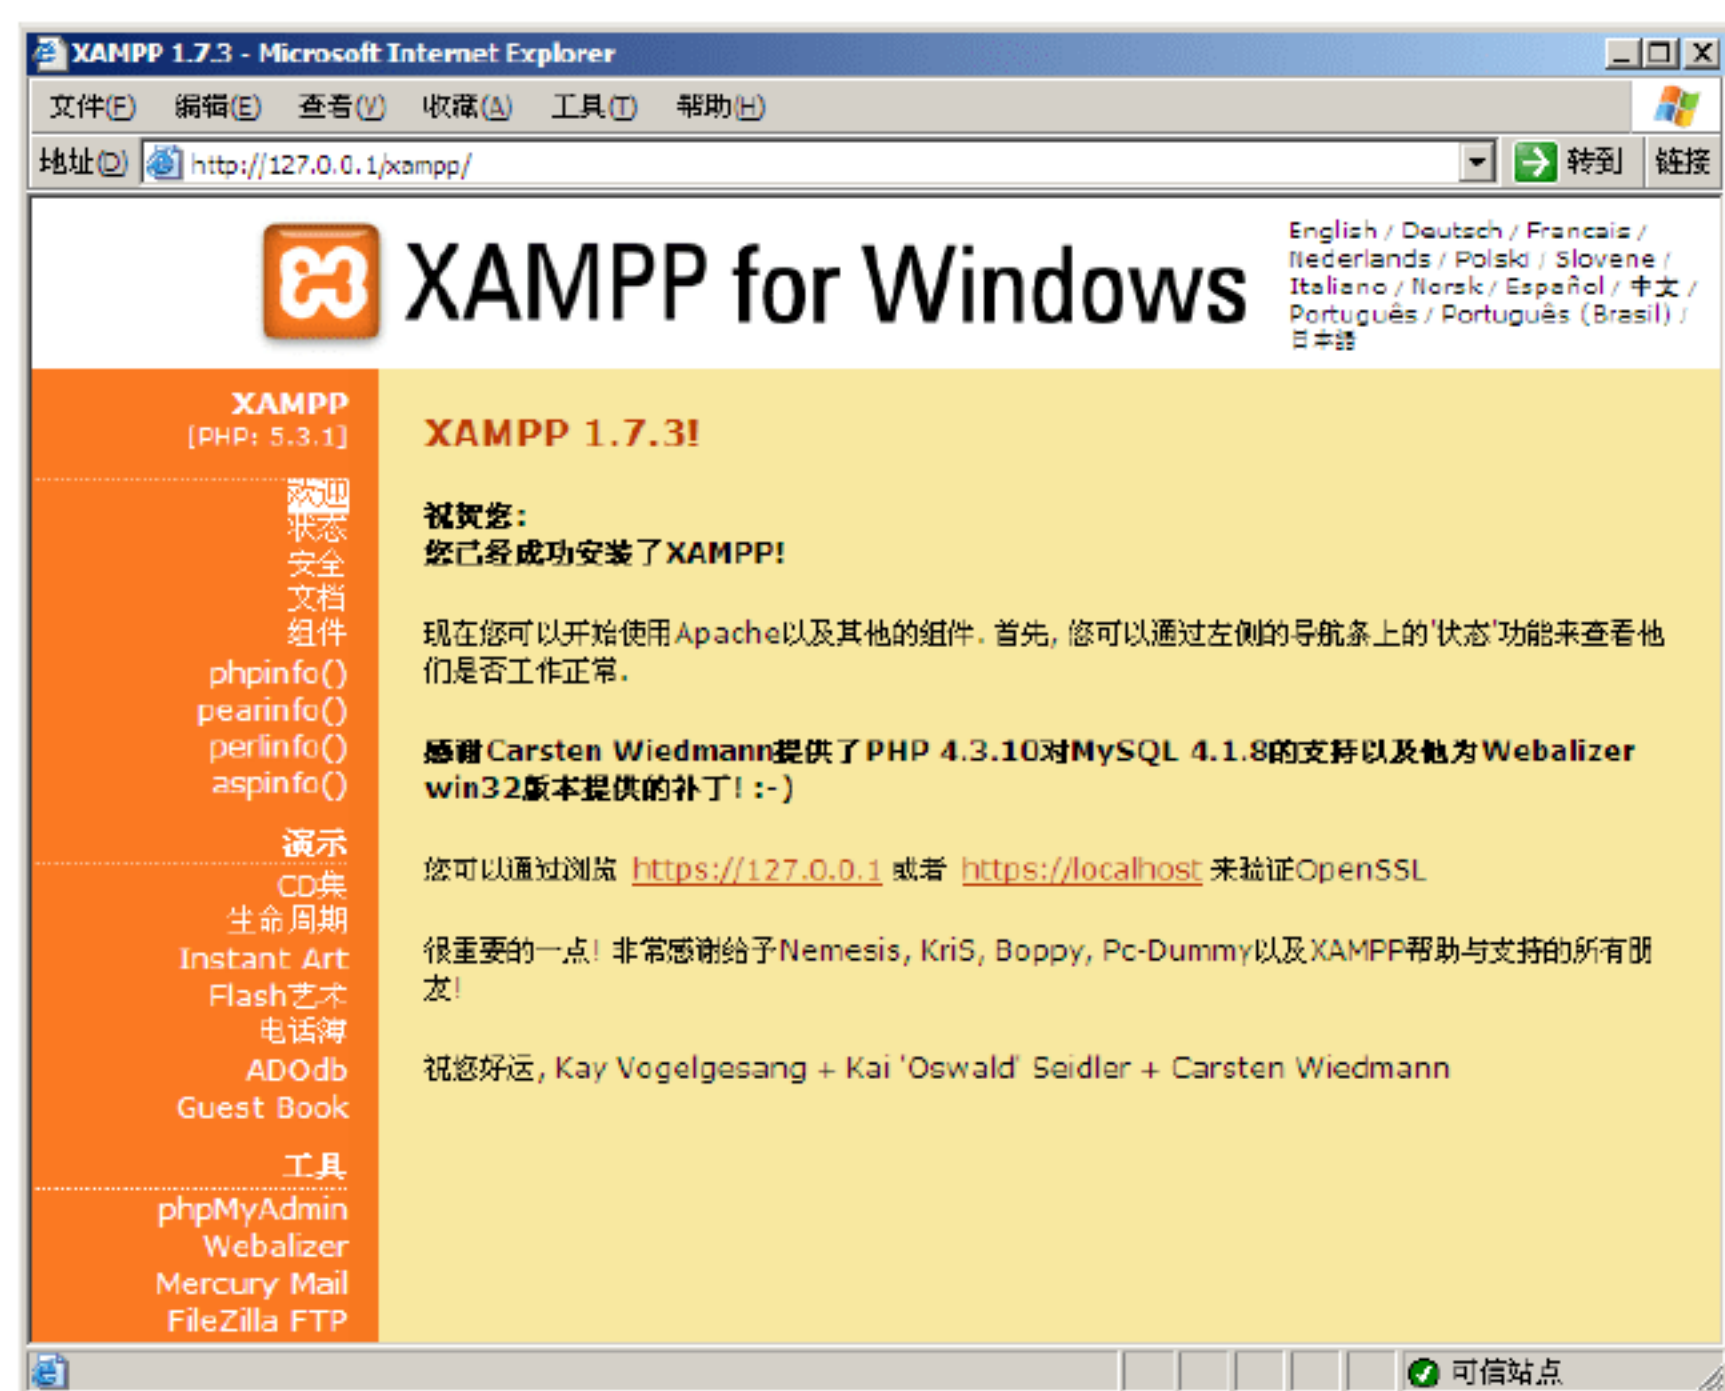 XAMPP 1.7.3 - Microsoft Internet Explorer
文件(F) 编辑(E) 查看(V) 收藏(A) 工具(T) 帮助(H)
地址(D) http://127.0.0.1/xampp/ 转到 链接
XAMPP for Windows
English / Deutsch / Francais /
Nederlands / Polski / Slovene /
Italiano / Norsk / Español / 中文 /
Português / Português (Brasil) /
日本語
XAMPP
[PHP: 5.3.1]
欢迎
状态
安全
文档
组件
phpinfo()
pearinfo()
perlinfo()
aspinfo()
演示
CD集
生命周期
Instant Art
Flash艺术
电话簿
ADOdb
Guest Book
工具
phpMyAdmin
Webalizer
Mercury Mail
FileZilla FTP
XAMPP 1.7.3!
祝贺您:
您已经成功安装了XAMPP!
现在您可以开始使用Apache以及其他的组件. 首先, 您可以通过左侧的导航条上的'状态'功能来查看他
们是否工作正常.
感谢Carsten Wiedmann提供了PHP 4.3.10对MySQL 4.1.8的支持以及他为Webalizer
win32版本提供的补丁! :-)
您可以通过浏览 https://127.0.0.1 或者 https://localhost 来验证OpenSSL
很重要的一点! 非常感谢给予Nemesis, KriS, Boppy, Pc-Dummy以及XAMPP帮助与支持的所有朋
友!
祝您好运, Kay Vogelgesang + Kai 'Oswald' Seidler + Carsten Wiedmann
可信站点